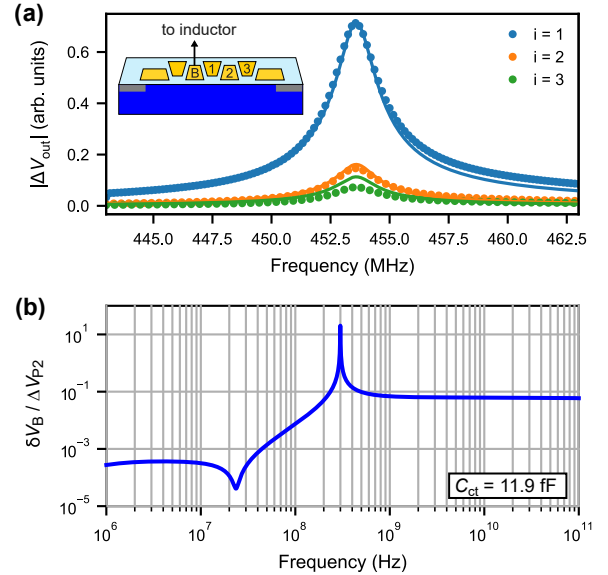 (a)
to inductor
B 1 2 3
i = 1
i = 2
i = 3
|ΔV_out| (arb. units)
0.6
0.4
0.2
0.0
445.0 447.5 450.0 452.5 455.0 457.5 460.0 462.5
Frequency (MHz)
(b)
δV_B / ΔV_P2
10^1
10^-1
10^-3
10^-5
C_ct = 11.9 fF
10^6 10^7 10^8 10^9 10^10 10^11
Frequency (Hz)